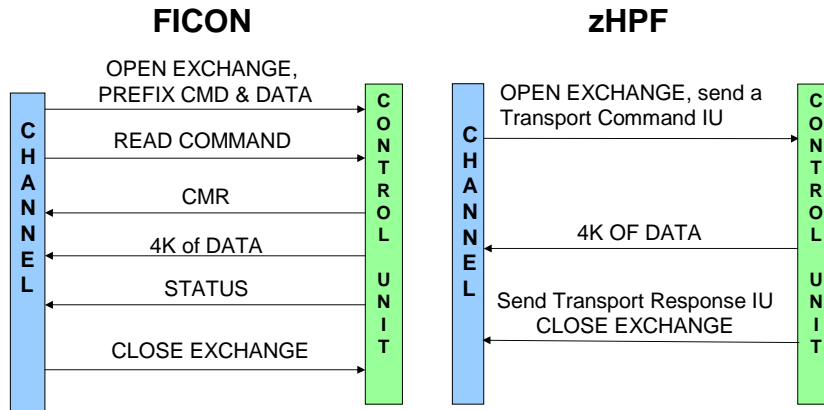 FICON
OPEN EXCHANGE,
PREFIX CMD & DATA
READ COMMAND
CMR
4K of DATA
STATUS
CLOSE EXCHANGE
CHANNEL
CONTROL UNIT
zHPF
OPEN EXCHANGE, send a
Transport Command IU
4K OF DATA
Send Transport Response IU
CLOSE EXCHANGE
CHANNEL
CONTROL UNIT